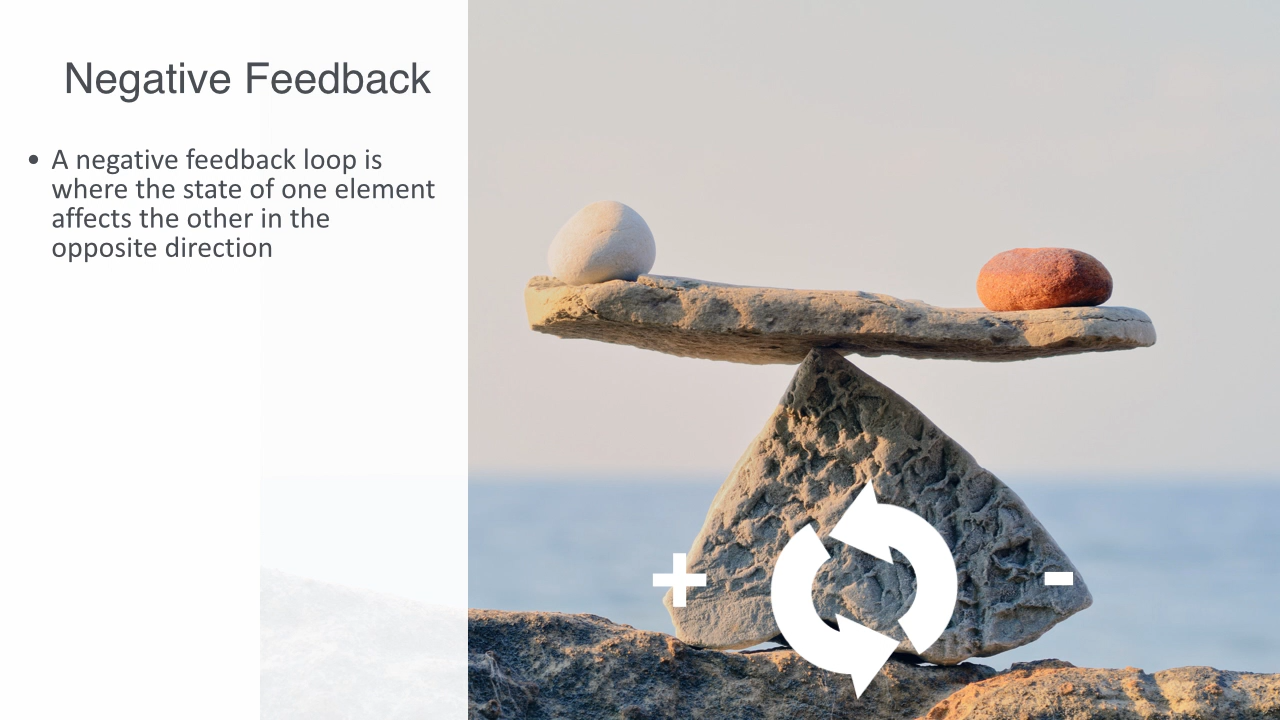 Negative Feedback
• A negative feedback loop is
where the state of one element
affects the other in the
opposite direction
+ -